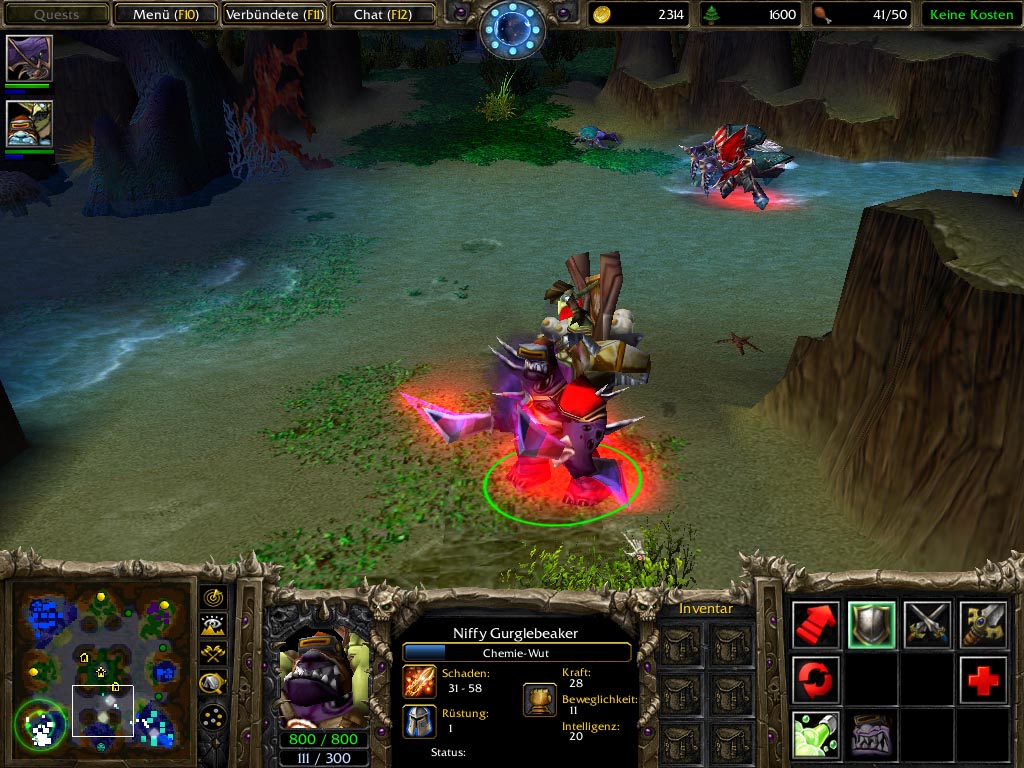 Quests Menü (F10) Verbündete (F11) Chat (F12) 2314 1600 41/50 Keine Kosten
Niffy Gurglebeaker
Chemie-Wut
Schaden:
31 - 58
Rüstung:
1
Kraft:
28
Beweglichkeit:
11
Intelligenz:
20
Status:
800 / 800
111 / 300
Inventar